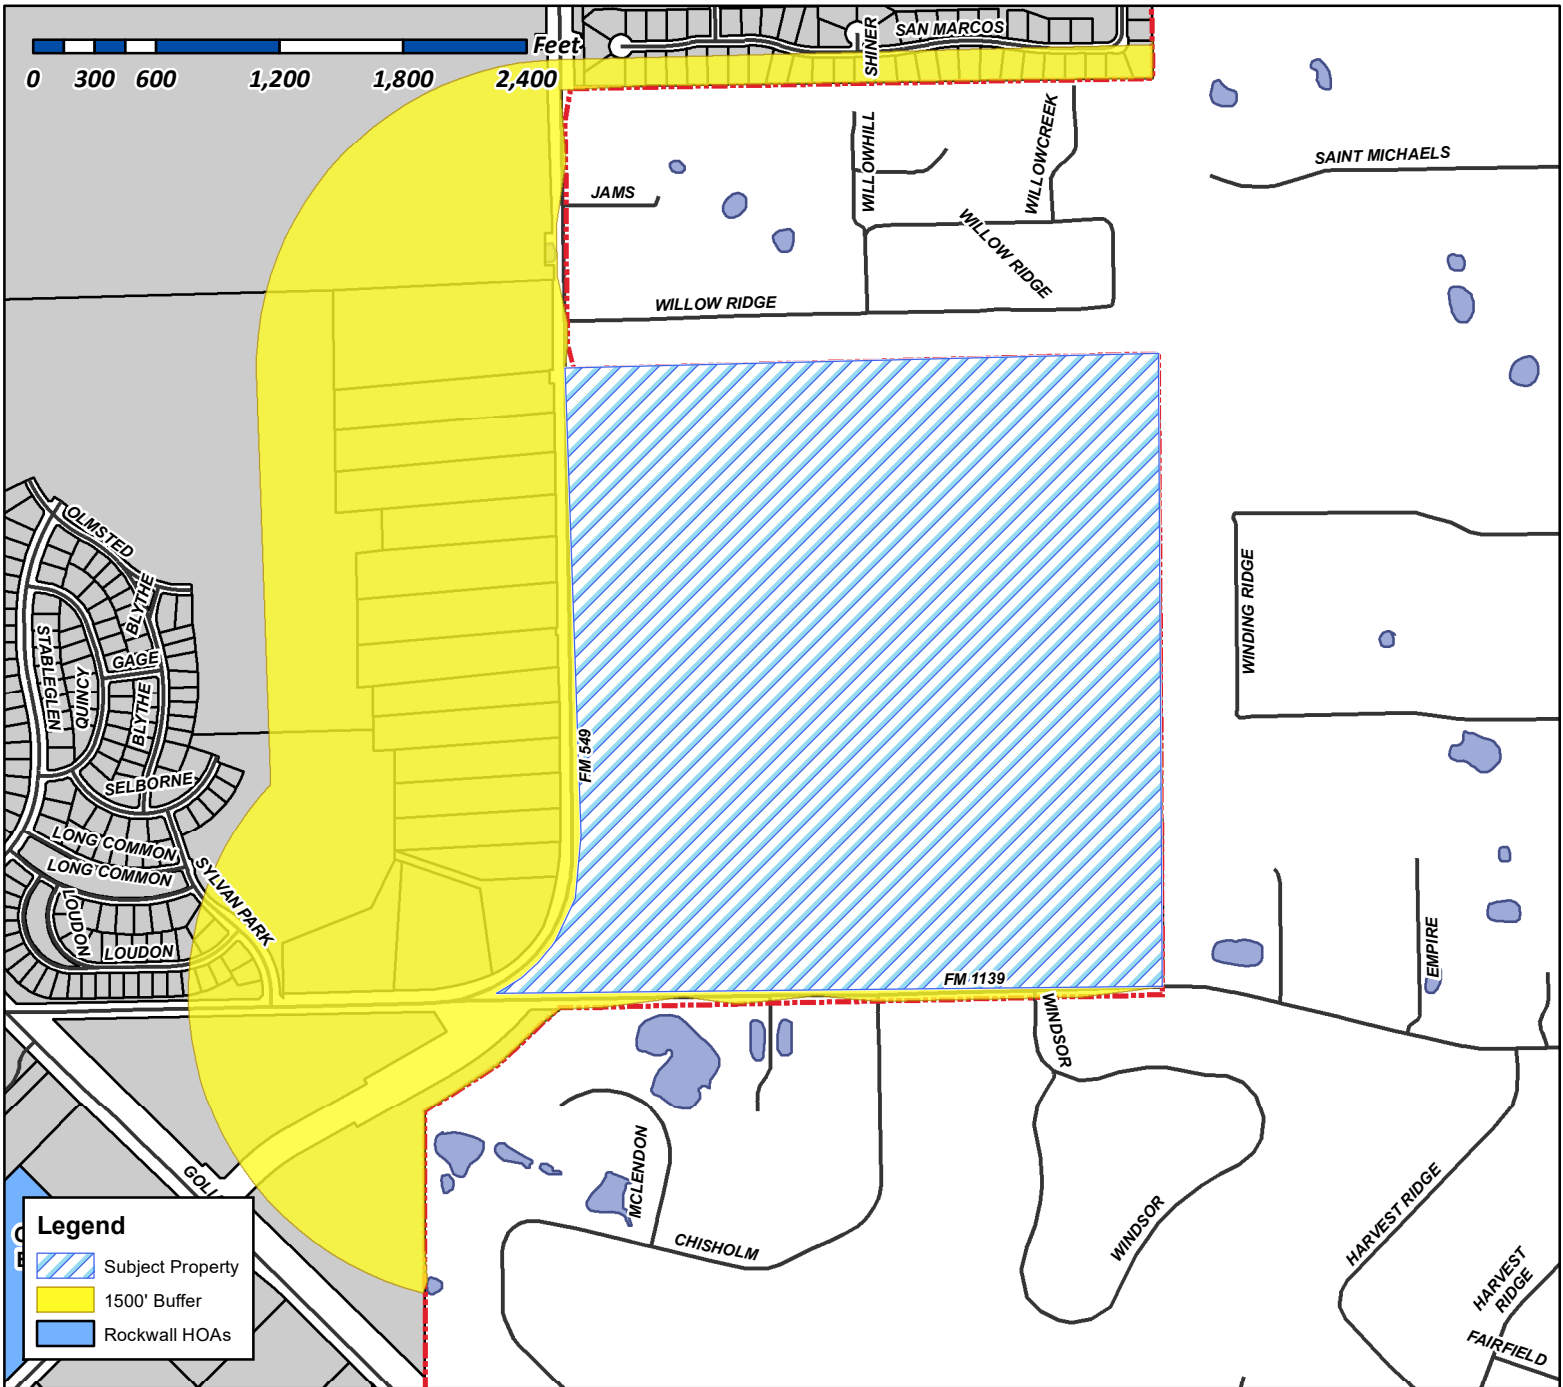 Feet
0 300 600 1,200 1,800 2,400
SHINER
SAN MARCOS
JAMS
WILLOWHILL
WILLOWCREEK
WILLOW RIDGE
WILLOW RIDGE
SAINT MICHAELS
OLMSTED
BLYTHE
STABLEGLEN
QUINCY
GAGE
BLYTHE
SELBORNE
LONG COMMON
LONG COMMON
SYLVAN PARK
LOUDON
LOUDON
FM 549
WINDING RIDGE
FM 1139
EMPIRE
WINDSOR
WINDSOR
MCLENDON
CHISHOLM
HARVEST RIDGE
HARVEST
RIDGE
FAIRFIELD
Legend
Subject Property
1500' Buffer
Rockwall HOAs